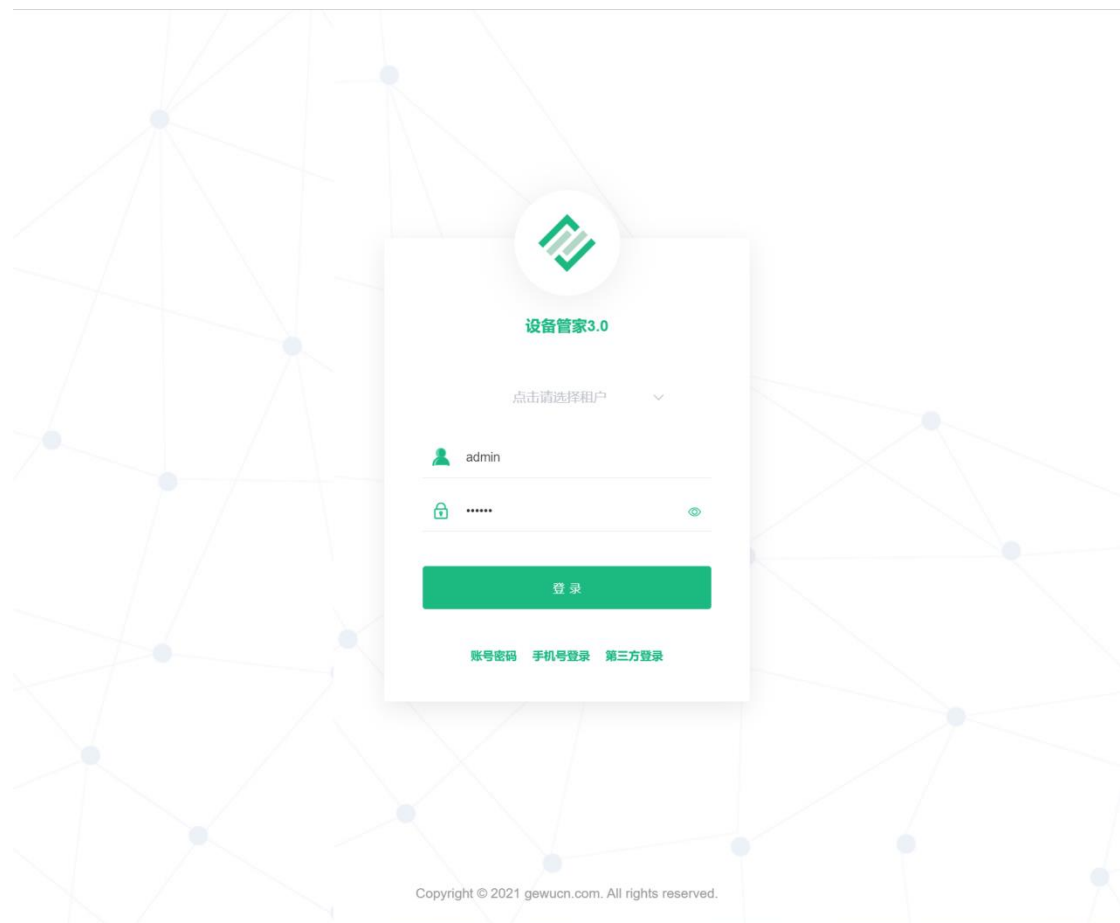 设备管家3.0
点击请选择租户
admin
••••••
登 录
账号密码 手机号登录 第三方登录
Copyright © 2021 gewucn.com. All rights reserved.